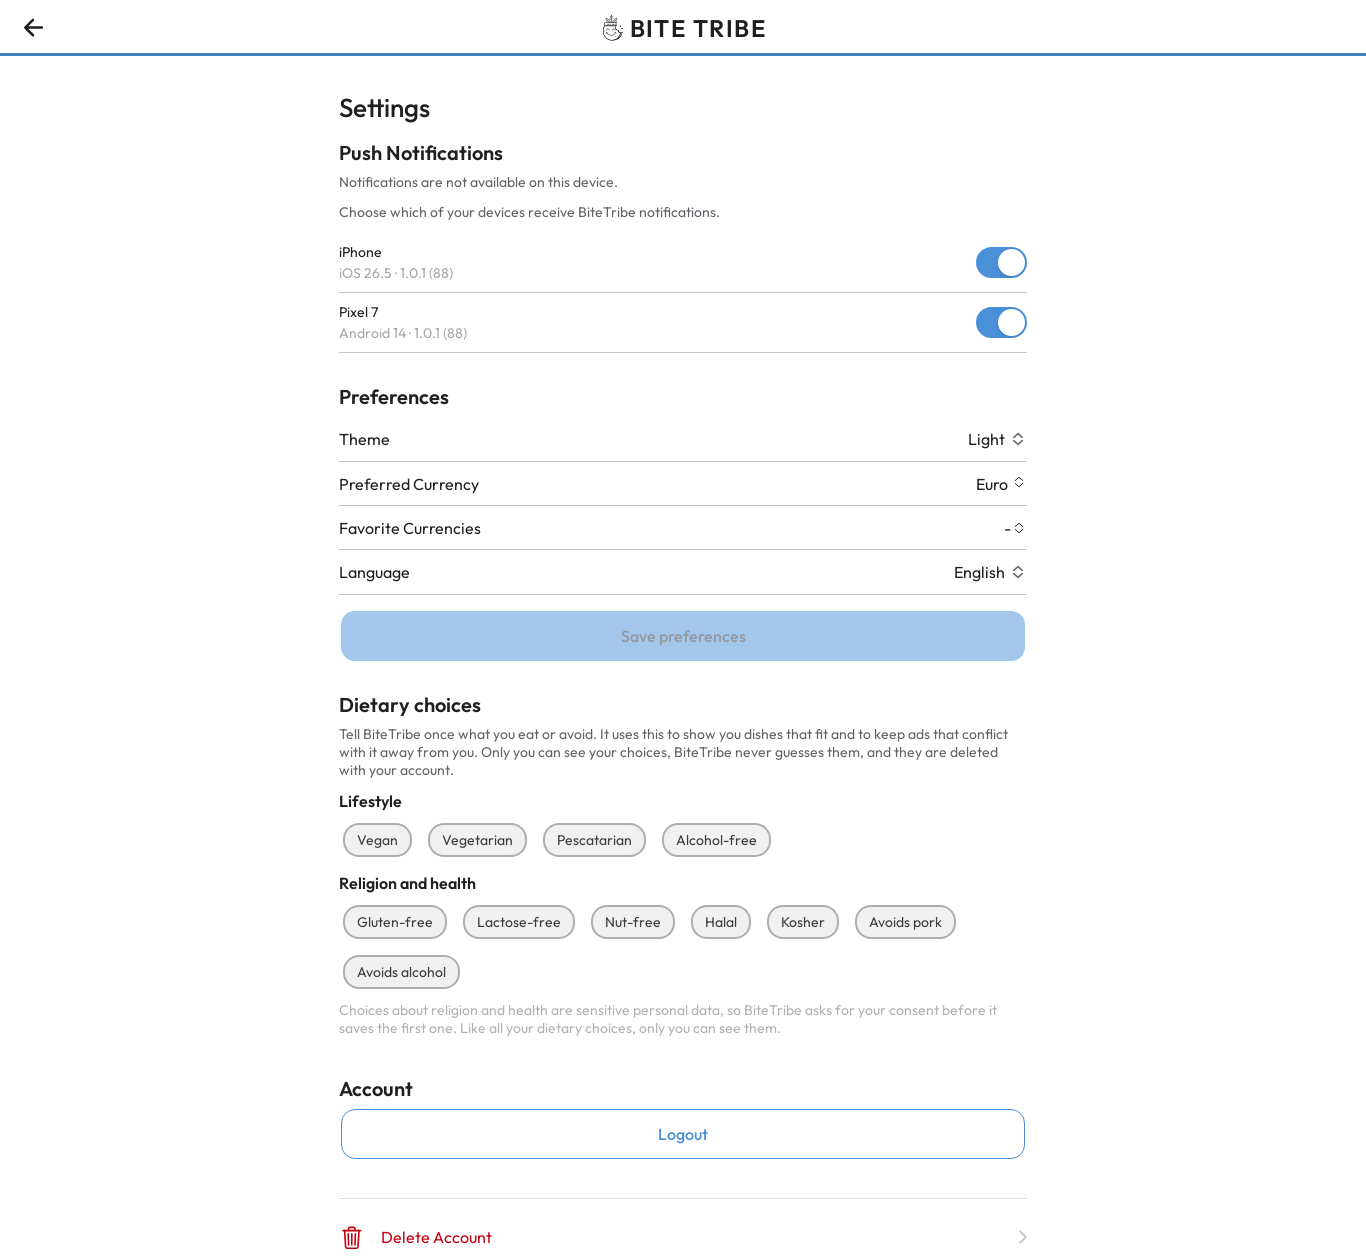 BITE TRIBE
Settings
Push Notifications
Notifications are not available on this device.
Choose which of your devices receive BiteTribe notifications.
iPhone
iOS 26.5 · 1.0.1 (88)
Pixel 7
Android 14 · 1.0.1 (88)
Preferences
Theme Light
Preferred Currency Euro
Favorite Currencies -
Language English
Save preferences
Dietary choices
Tell BiteTribe once what you eat or avoid. It uses this to show you dishes that fit and to keep ads that conflict
with it away from you. Only you can see your choices, BiteTribe never guesses them, and they are deleted
with your account.
Lifestyle
Vegan Vegetarian Pescatarian Alcohol-free
Religion and health
Gluten-free Lactose-free Nut-free Halal Kosher Avoids pork
Avoids alcohol
Choices about religion and health are sensitive personal data, so BiteTribe asks for your consent before it
saves the first one. Like all your dietary choices, only you can see them.
Account
Logout
Delete Account